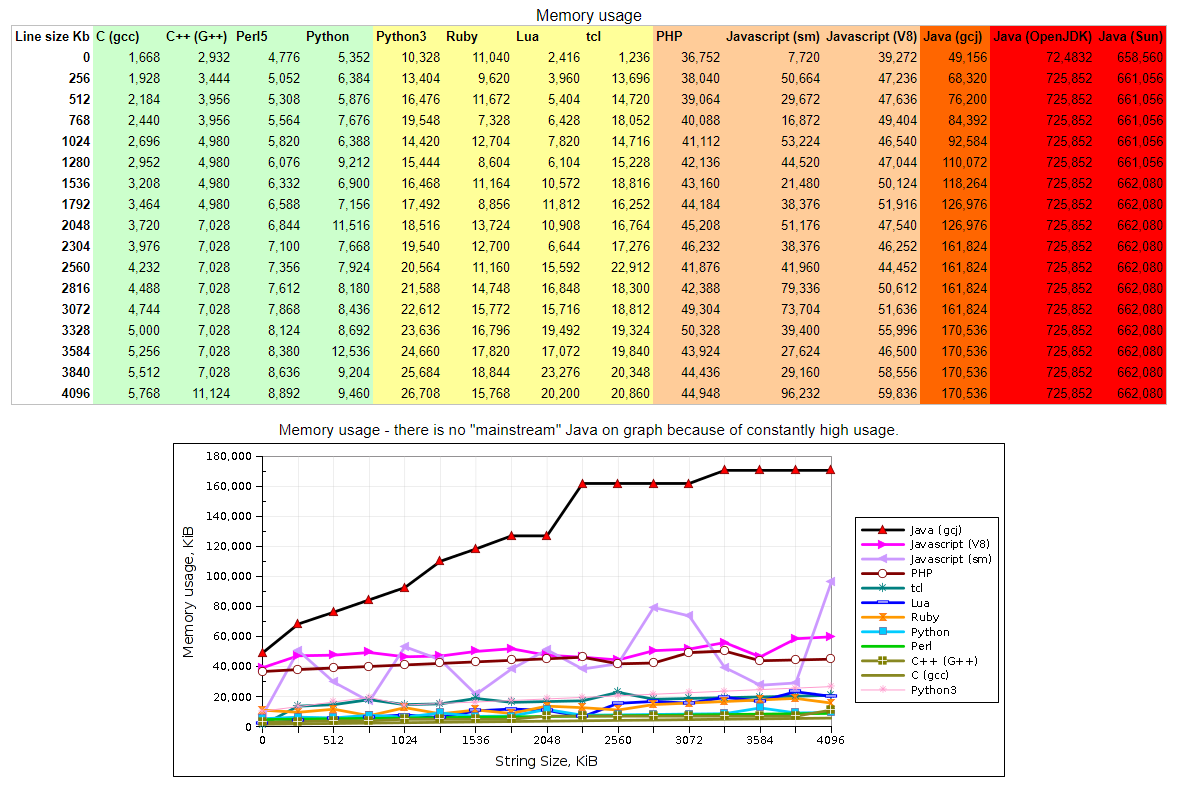 Memory usage
Line size Kb C (gcc) C++ (G++) Perl5 Python Python3 Ruby Lua tcl PHP Javascript (sm) Javascript (V8) Java (gcj) Java (OpenJDK) Java (Sun)
0 1,668 2,932 4,776 5,352 10,328 11,040 2,416 1,236 36,752 7,720 39,272 49,156 72,4832 658,560
256 1,928 3,444 5,052 6,384 13,404 9,620 3,960 13,696 38,040 50,664 47,236 68,320 725,852 661,056
512 2,184 3,956 5,308 5,876 16,476 11,672 5,404 14,720 39,064 29,672 47,636 76,200 725,852 661,056
768 2,440 3,956 5,564 7,676 19,548 7,328 6,428 18,052 40,088 16,872 49,404 84,392 725,852 661,056
1024 2,696 4,980 5,820 6,388 14,420 12,704 7,820 14,716 41,112 53,224 46,540 92,584 725,852 661,056
1280 2,952 4,980 6,076 9,212 15,444 8,604 6,104 15,228 42,136 44,520 47,044 110,072 725,852 661,056
1536 3,208 4,980 6,332 6,900 16,468 11,164 10,572 18,816 43,160 21,480 50,124 118,264 725,852 662,080
1792 3,464 4,980 6,588 7,156 17,492 8,856 11,812 16,252 44,184 38,376 51,916 126,976 725,852 662,080
2048 3,720 7,028 6,844 11,516 18,516 13,724 10,908 16,764 45,208 51,176 47,540 126,976 725,852 662,080
2304 3,976 7,028 7,100 7,668 19,540 12,700 6,644 17,276 46,232 38,376 46,252 161,824 725,852 662,080
2560 4,232 7,028 7,356 7,924 20,564 11,160 15,592 22,912 41,876 41,960 44,452 161,824 725,852 662,080
2816 4,488 7,028 7,612 8,180 21,588 14,748 16,848 18,300 42,388 79,336 50,612 161,824 725,852 662,080
3072 4,744 7,028 7,868 8,436 22,612 15,772 15,716 18,812 49,304 73,704 51,636 161,824 725,852 662,080
3328 5,000 7,028 8,124 8,692 23,636 16,796 19,492 19,324 50,328 39,400 55,996 170,536 725,852 662,080
3584 5,256 7,028 8,380 12,536 24,660 17,820 17,072 19,840 43,924 27,624 46,500 170,536 725,852 662,080
3840 5,512 7,028 8,636 9,204 25,684 18,844 23,276 20,348 44,436 29,160 58,556 170,536 725,852 662,080
4096 5,768 11,124 8,892 9,460 26,708 15,768 20,200 20,860 44,948 96,232 59,836 170,536 725,852 662,080
Memory usage - there is no "mainstream" Java on graph because of constantly high usage.
Memory usage, KiB
180,000
160,000
140,000
120,000
100,000
80,000
60,000
40,000
20,000
0
0 512 1024 1536 2048 2560 3072 3584 4096
String Size, KiB
Java (gcj)
Javascript (V8)
Javascript (sm)
PHP
tcl
Lua
Ruby
Python
Perl
C++ (G++)
C (gcc)
Python3